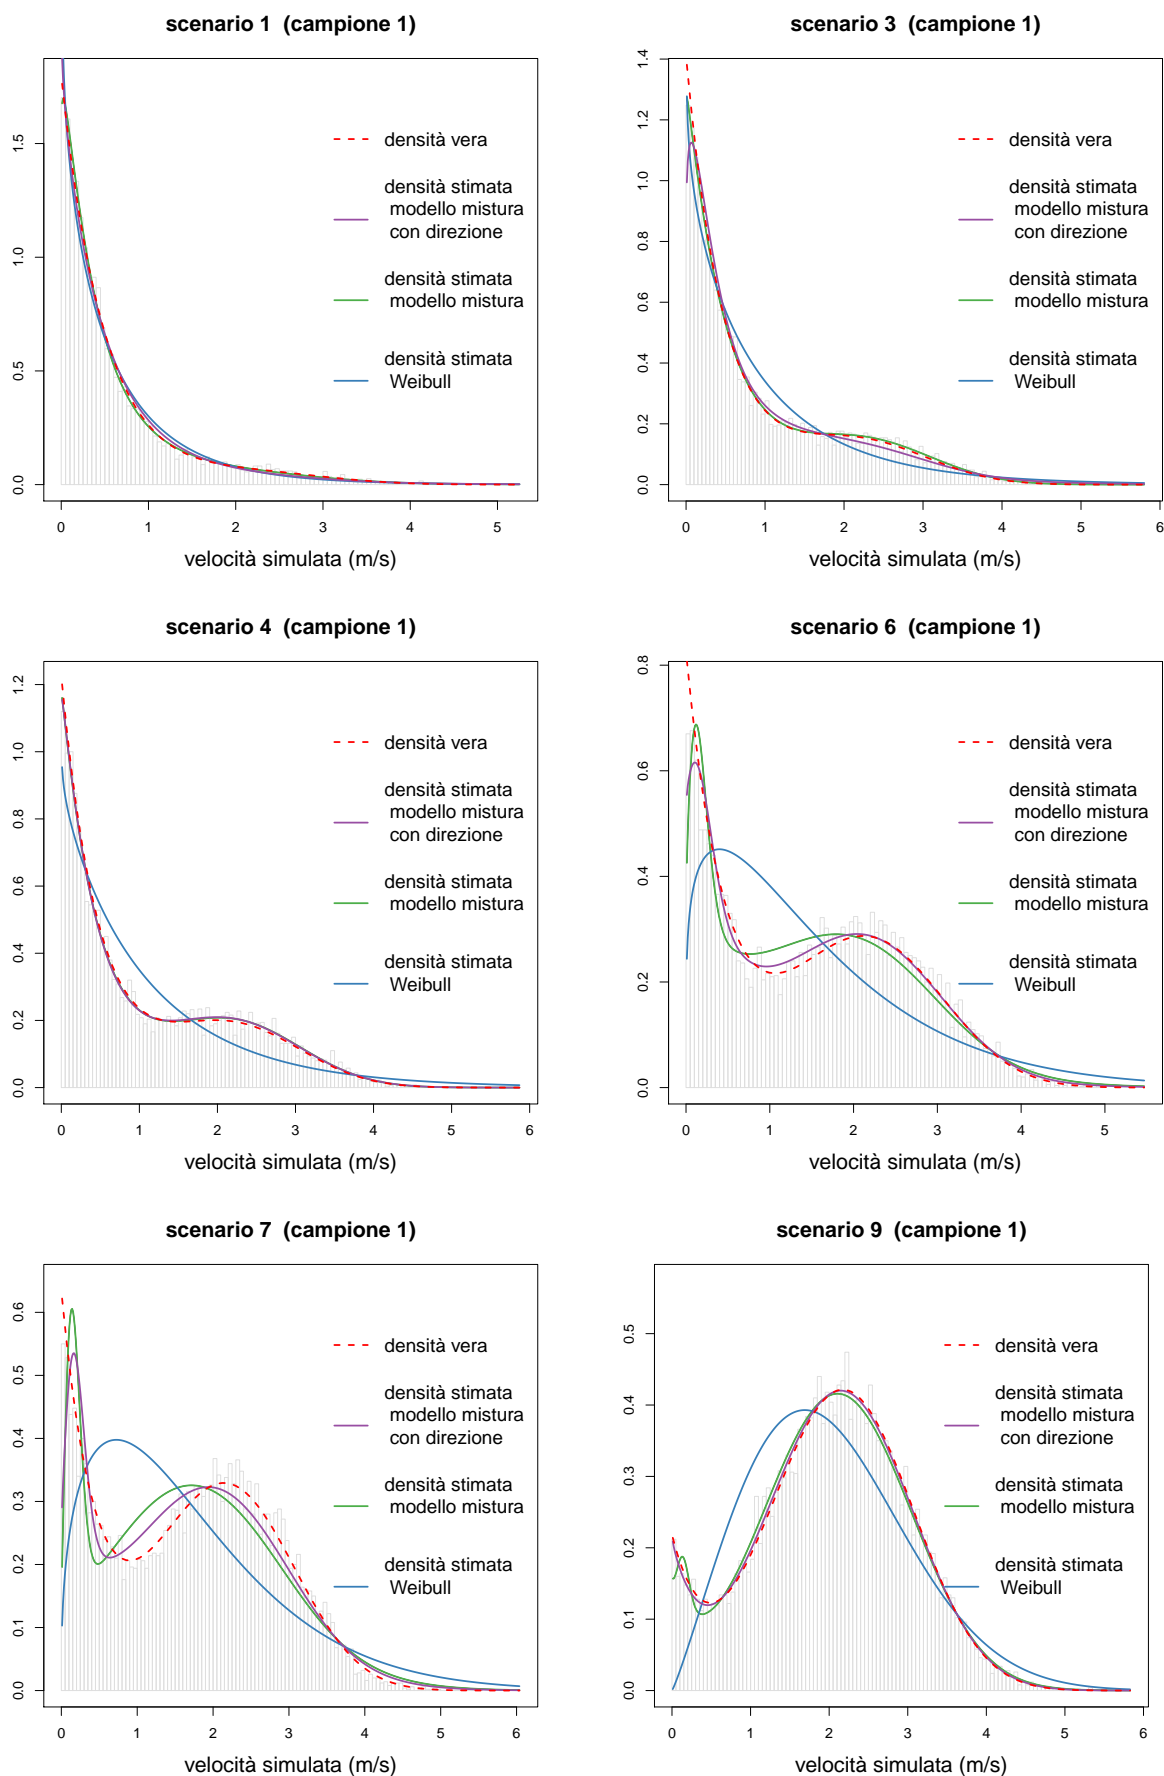 scenario 1 (campione 1)
0.0
0.5
1.0
1.5
densità vera
densità stimata
modello mistura
con direzione
densità stimata
modello mistura
densità stimata
Weibull
0 1 2 3 4 5
velocità simulata (m/s)
scenario 3 (campione 1)
0.0
0.2
0.4
0.6
0.8
1.0
1.2
1.4
densità vera
densità stimata
modello mistura
con direzione
densità stimata
modello mistura
densità stimata
Weibull
0 1 2 3 4 5 6
velocità simulata (m/s)
scenario 4 (campione 1)
0.0
0.2
0.4
0.6
0.8
1.0
1.2
densità vera
densità stimata
modello mistura
con direzione
densità stimata
modello mistura
densità stimata
Weibull
0 1 2 3 4 5 6
velocità simulata (m/s)
scenario 6 (campione 1)
0.0
0.2
0.4
0.6
0.8
densità vera
densità stimata
modello mistura
con direzione
densità stimata
modello mistura
densità stimata
Weibull
0 1 2 3 4 5
velocità simulata (m/s)
scenario 7 (campione 1)
0.0
0.1
0.2
0.3
0.4
0.5
0.6
densità vera
densità stimata
modello mistura
con direzione
densità stimata
modello mistura
densità stimata
Weibull
0 1 2 3 4 5 6
velocità simulata (m/s)
scenario 9 (campione 1)
0.0
0.1
0.2
0.3
0.4
0.5
densità vera
densità stimata
modello mistura
con direzione
densità stimata
modello mistura
densità stimata
Weibull
0 1 2 3 4 5 6
velocità simulata (m/s)